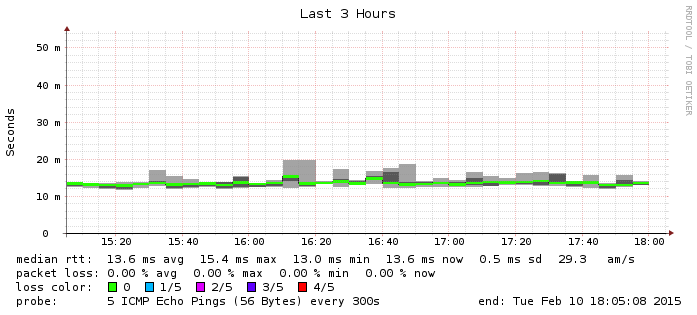 Last 3 Hours
RRDTOOL / TOBI OETIKER
Seconds
50 m
40 m
30 m
20 m
10 m
0
15:20 15:40 16:00 16:20 16:40 17:00 17:20 17:40 18:00
median rtt: 13.6 ms avg 15.4 ms max 13.0 ms min 13.6 ms now 0.5 ms sd 29.3 am/s
packet loss: 0.00 % avg 0.00 % max 0.00 % min 0.00 % now
loss color: 0 1/5 2/5 3/5 4/5
probe: 5 ICMP Echo Pings (56 Bytes) every 300s end: Tue Feb 10 18:05:08 2015